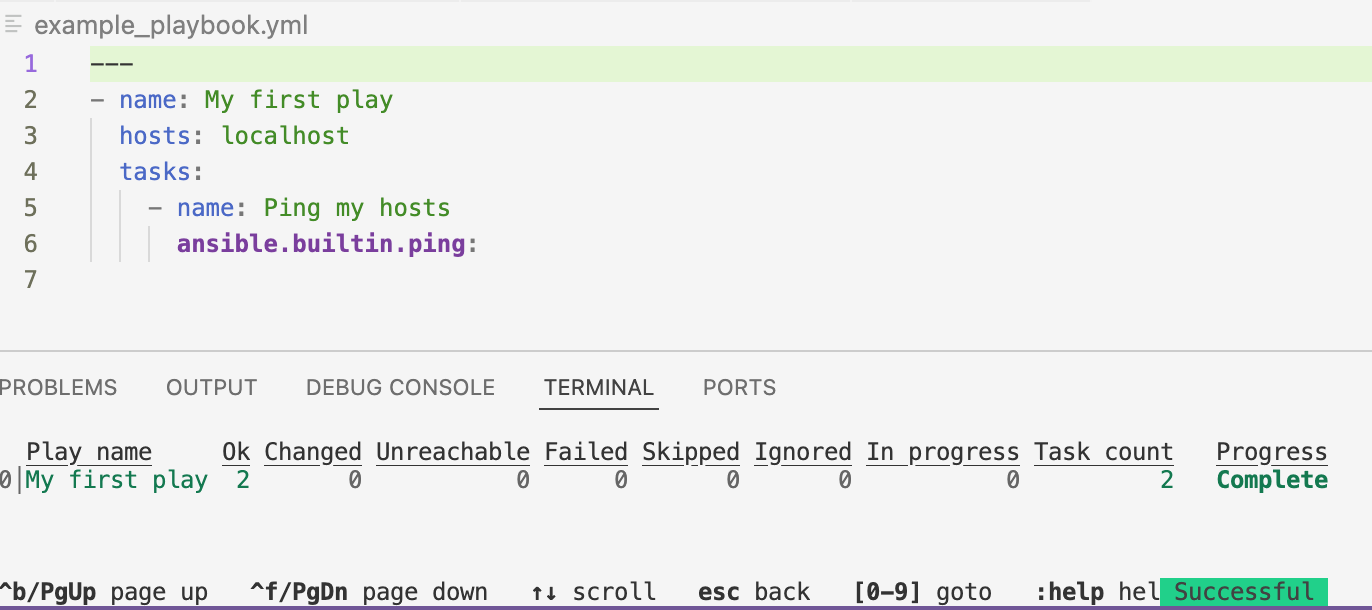 example_playbook.yml
1 ---
2 - name: My first play
3 hosts: localhost
4 tasks:
5 - name: Ping my hosts
6 ansible.builtin.ping:
7
PROBLEMS OUTPUT DEBUG CONSOLE TERMINAL PORTS
Play name Ok Changed Unreachable Failed Skipped Ignored In progress Task count Progress
0│My first play 2 0 0 0 0 0 0 2 Complete
^b/PgUp page up ^f/PgDn page down ↑↓ scroll esc back [0-9] goto :help hel Successful